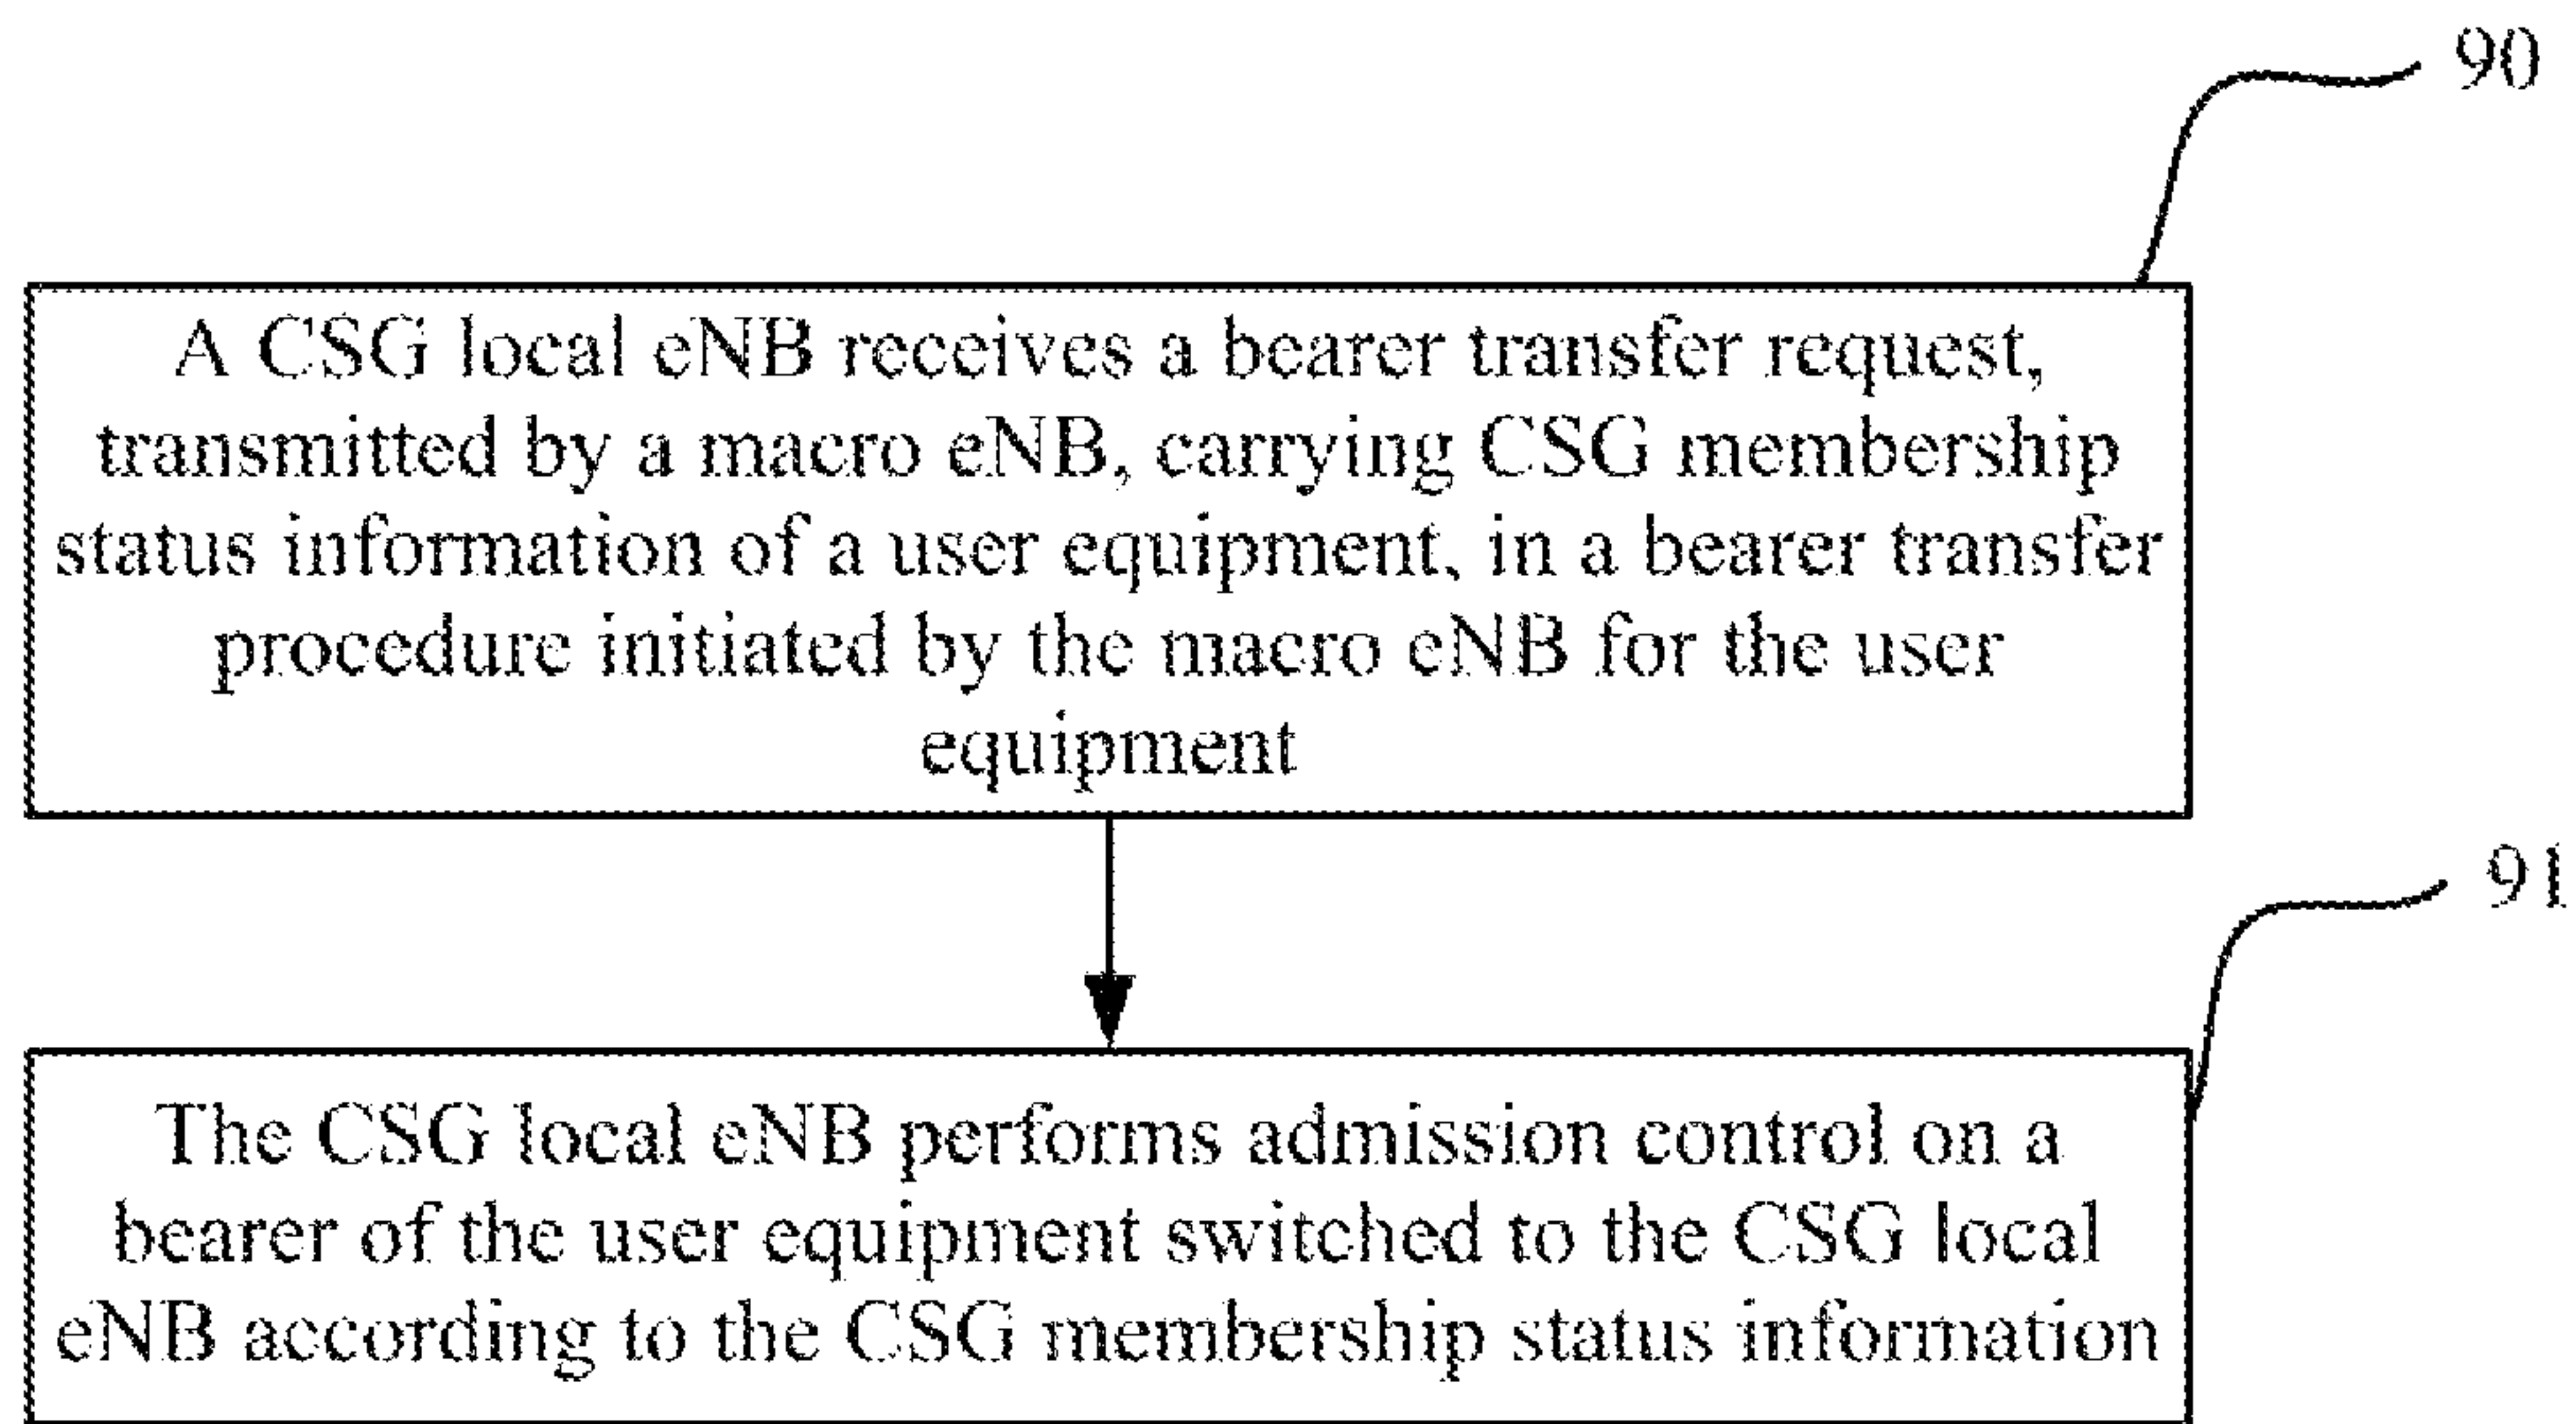 90
A CSG local eNB receives a bearer transfer request,
transmitted by a macro eNB, carrying CSG membership
status information of a user equipment, in a bearer transfer
procedure initiated by the macro eNB for the user
equipment
91
The CSG local eNB performs admission control on a
bearer of the user equipment switched to the CSG local
eNB according to the CSG membership status information